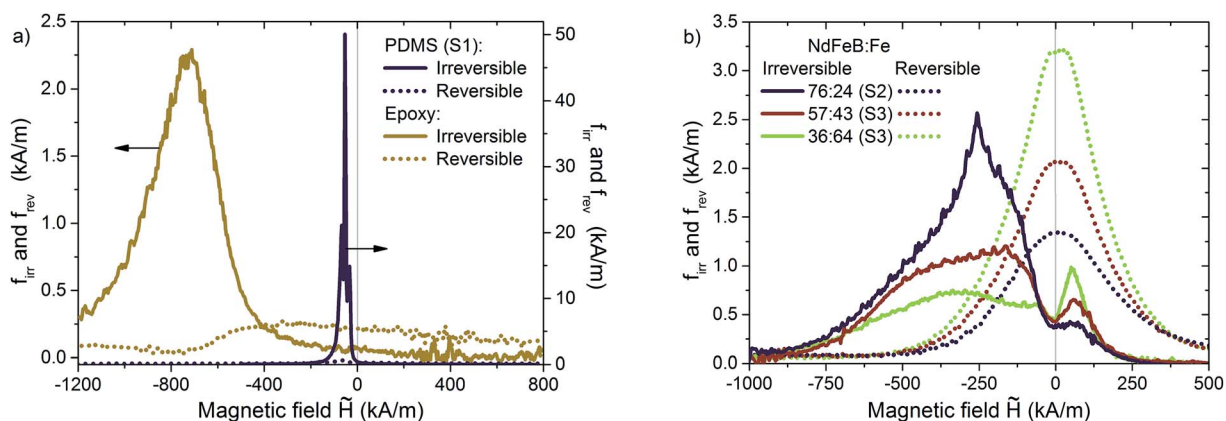 a)
2.5
2.0
1.5
1.0
0.5
0.0
f_irr and f_rev (kA/m)
PDMS (S1):
Irreversible
Reversible
Epoxy:
Irreversible
Reversible
50
40
30
20
10
0
f_irr and f_rev (kA/m)
-1200 -800 -400 0 400 800
Magnetic field H̃ (kA/m)
b)
3.5
3.0
2.5
2.0
1.5
1.0
0.5
0.0
f_irr and f_rev (kA/m)
NdFeB:Fe
Irreversible Reversible
76:24 (S2)
57:43 (S3)
36:64 (S3)
-1000 -750 -500 -250 0 250 500
Magnetic field H̃ (kA/m)